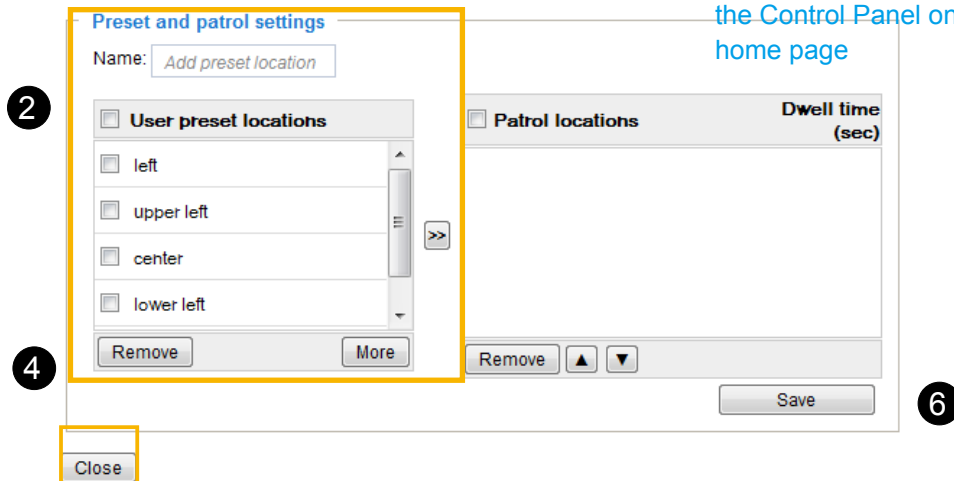 Preset and patrol settings
the Control Panel on
home page
Name: Add preset location
2
User preset locations
left
upper left
center
lower left
Remove More
>>
Patrol locations Dwell time
(sec)
Remove ▲ ▼
4
Save
6
Close